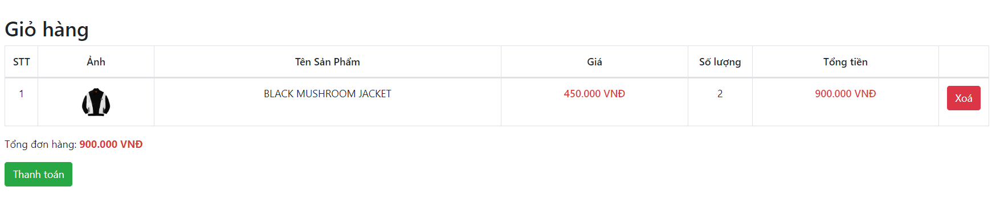 Giỏ hàng
STT Ảnh Tên Sản Phẩm Giá Số lượng Tổng tiền
1 BLACK MUSHROOM JACKET 450.000 VNĐ 2 900.000 VNĐ Xoá
Tổng đơn hàng: 900.000 VNĐ
Thanh toán